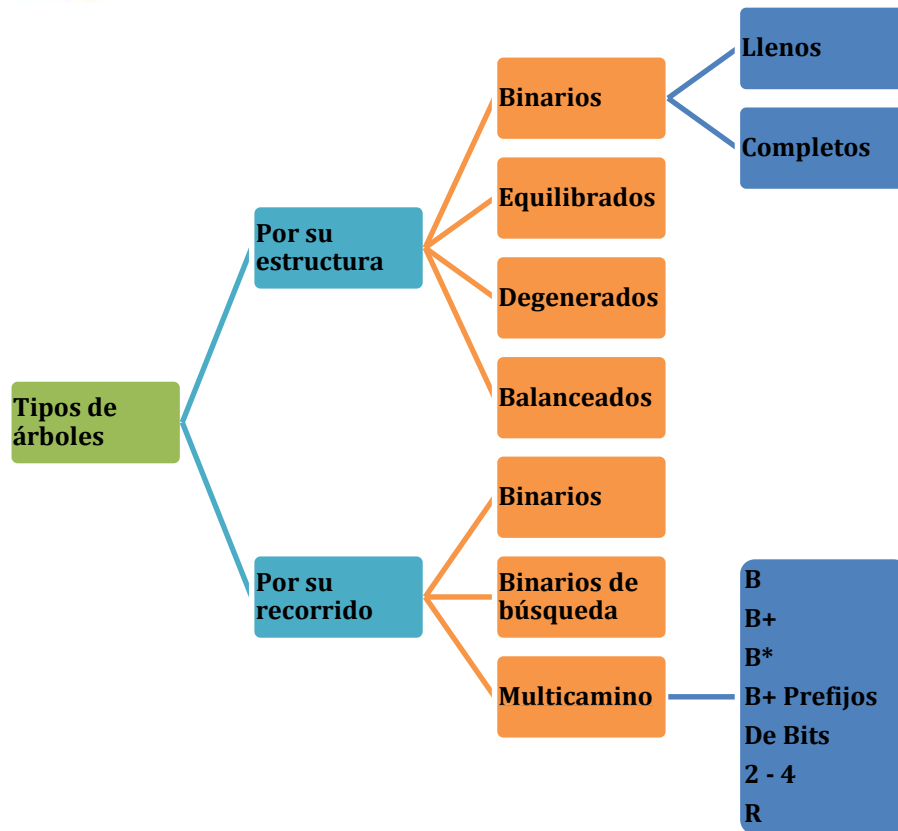 Tipos de
árboles
Por su
estructura
Binarios
Llenos
Completos
Equilibrados
Degenerados
Balanceados
Por su
recorrido
Binarios
Binarios de
búsqueda
Multicamino
B
B+
B*
B+ Prefijos
De Bits
2 - 4
R